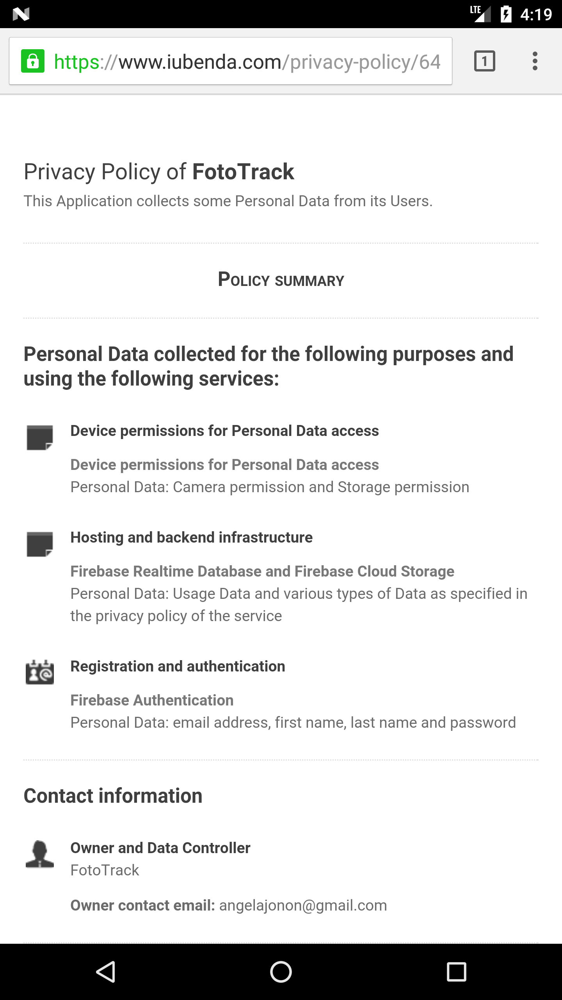 LTE 4:19
https://www.iubenda.com/privacy-policy/64
1
Privacy Policy of FotoTrack
This Application collects some Personal Data from its Users.
Policy summary
Personal Data collected for the following purposes and
using the following services:
Device permissions for Personal Data access
Device permissions for Personal Data access
Personal Data: Camera permission and Storage permission
Hosting and backend infrastructure
Firebase Realtime Database and Firebase Cloud Storage
Personal Data: Usage Data and various types of Data as specified in
the privacy policy of the service
Registration and authentication
Firebase Authentication
Personal Data: email address, first name, last name and password
Contact information
Owner and Data Controller
FotoTrack
Owner contact email: angelajonon@gmail.com